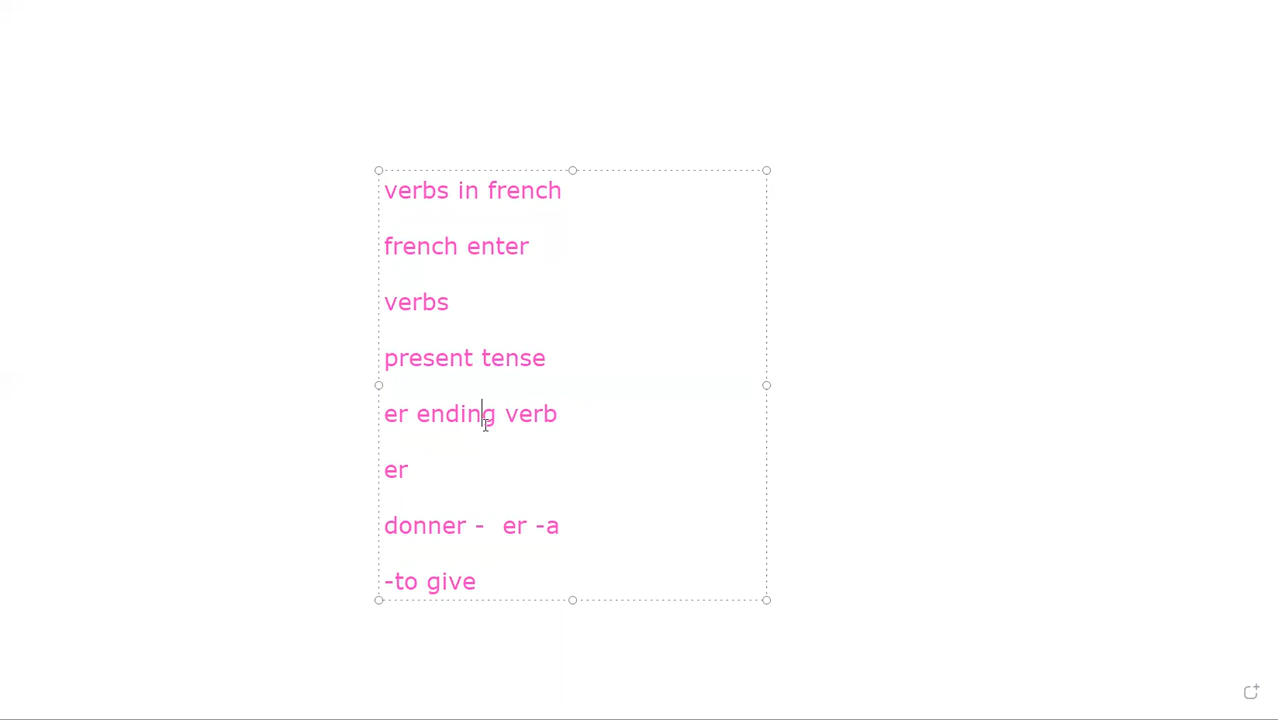 verbs in french
french enter
verbs
present tense
er ending verb
er
donner -  er -a
-to give